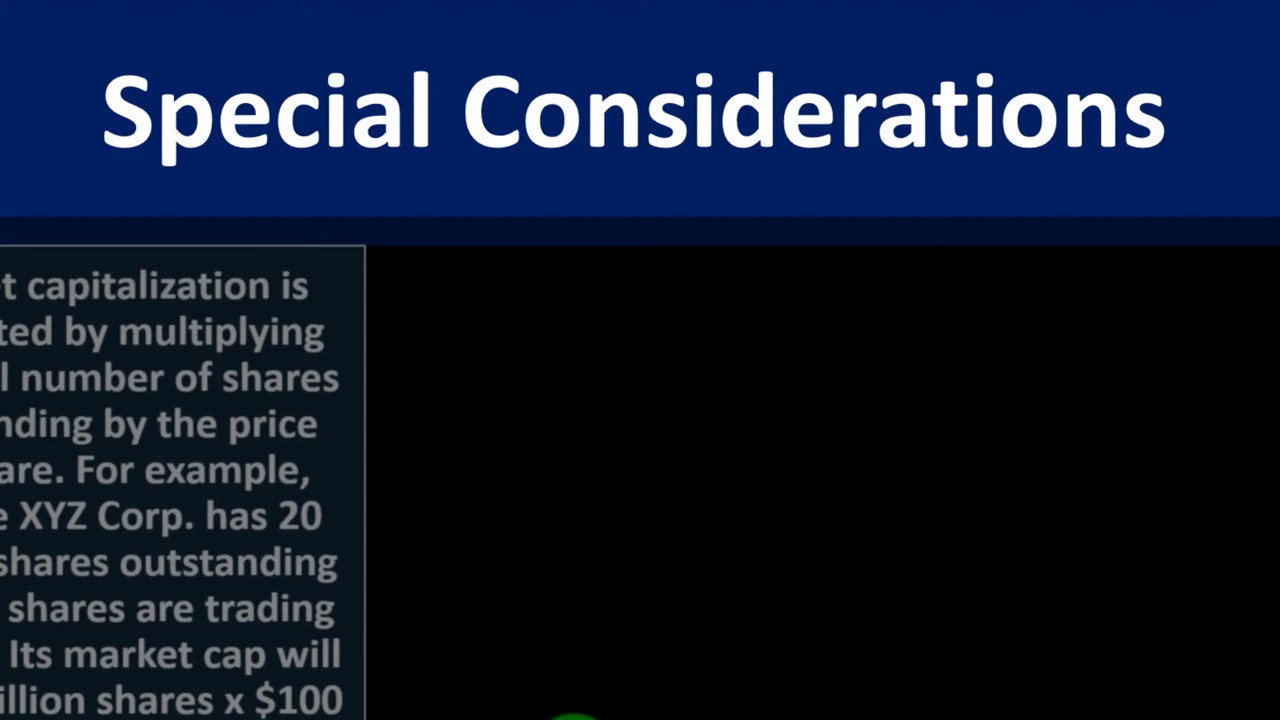 Special Considerations
t capitalization is
ted by multiplying
l number of shares
nding by the price
are. For example,
e XYZ Corp. has 20
shares outstanding
shares are trading
Its market cap will
illion shares x $100